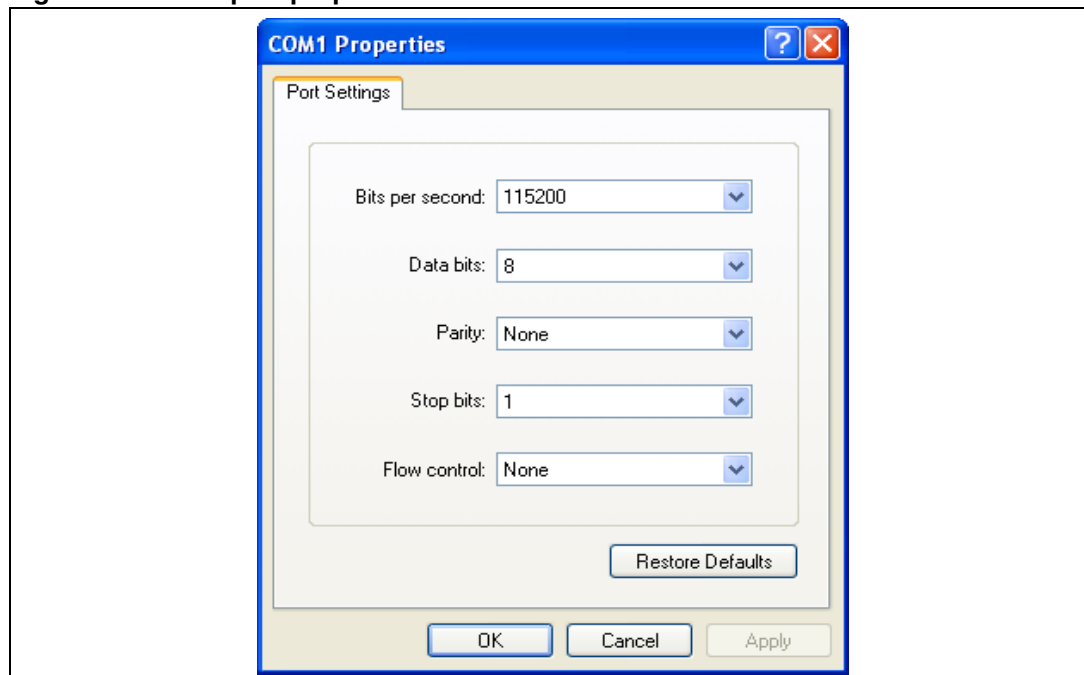 COM1 Properties
Port Settings
Bits per second: 115200
Data bits: 8
Parity: None
Stop bits: 1
Flow control: None
Restore Defaults
OK Cancel Apply